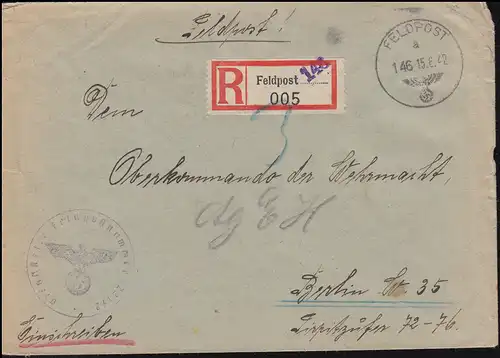 Feldpost!
FELDPOST
a
146 15.6.42
R Feldpost 146
005
Dem
Oberkommando der Wehrmacht,
Ag E H
Berlin W. 35
Tirpitzufer 72-76.
Einschreiben